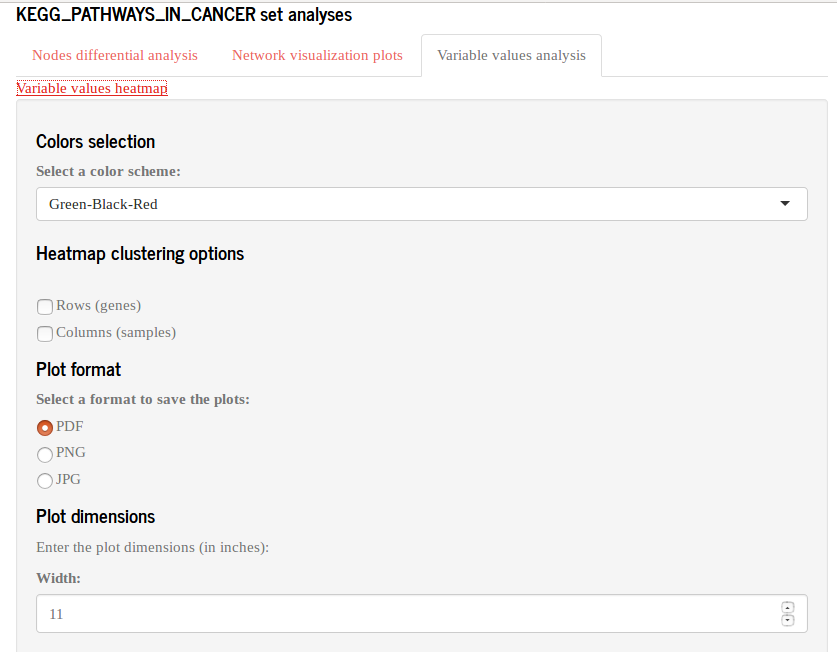 KEGG_PATHWAYS_IN_CANCER set analyses
Nodes differential analysis Network visualization plots Variable values analysis
Variable values heatmap
Colors selection
Select a color scheme:
Green-Black-Red
Heatmap clustering options
Rows (genes)
Columns (samples)
Plot format
Select a format to save the plots:
PDF
PNG
JPG
Plot dimensions
Enter the plot dimensions (in inches):
Width:
11